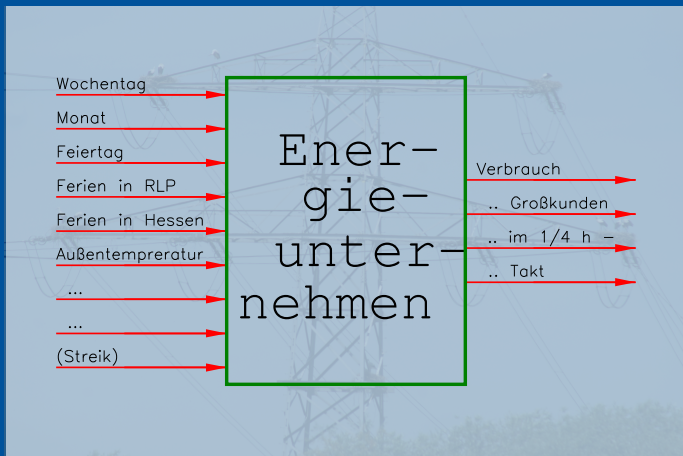 Wochentag
Monat
Feiertag
Ferien in RLP
Ferien in Hessen
Außentempreratur
...
...
(Streik)
Ener-
gie-
unter-
nehmen
Verbrauch
.. Großkunden
.. im 1/4 h -
.. Takt